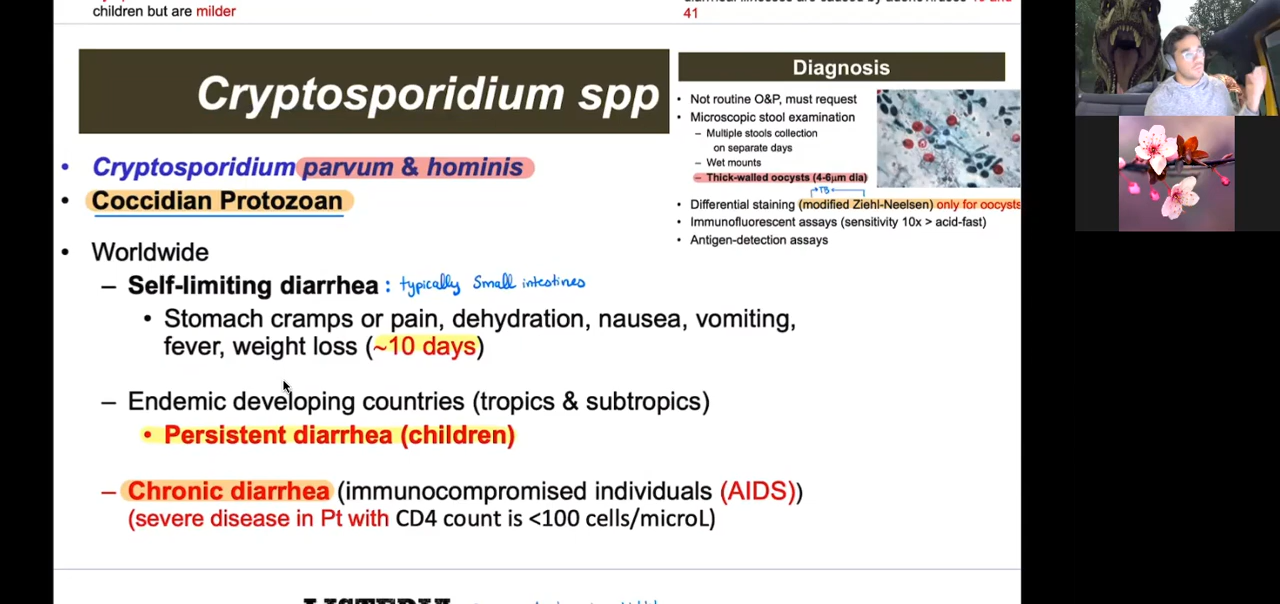 children but are milder
41
Cryptosporidium spp
• Cryptosporidium parvum & hominis
• Coccidian Protozoan
• Worldwide
– Self-limiting diarrhea : typically Small intestines
• Stomach cramps or pain, dehydration, nausea, vomiting,
fever, weight loss (~10 days)
– Endemic developing countries (tropics & subtropics)
• Persistent diarrhea (children)
– Chronic diarrhea (immunocompromised individuals (AIDS))
(severe disease in Pt with CD4 count is <100 cells/microL)
Diagnosis
• Not routine O&P, must request
• Microscopic stool examination
– Multiple stools collection
on separate days
– Wet mounts
– Thick-walled oocysts (4-6μm dia)
TB
• Differential staining (modified Ziehl-Neelsen) only for oocysts
• Immunofluorescent assays (sensitivity 10x > acid-fast)
• Antigen-detection assays